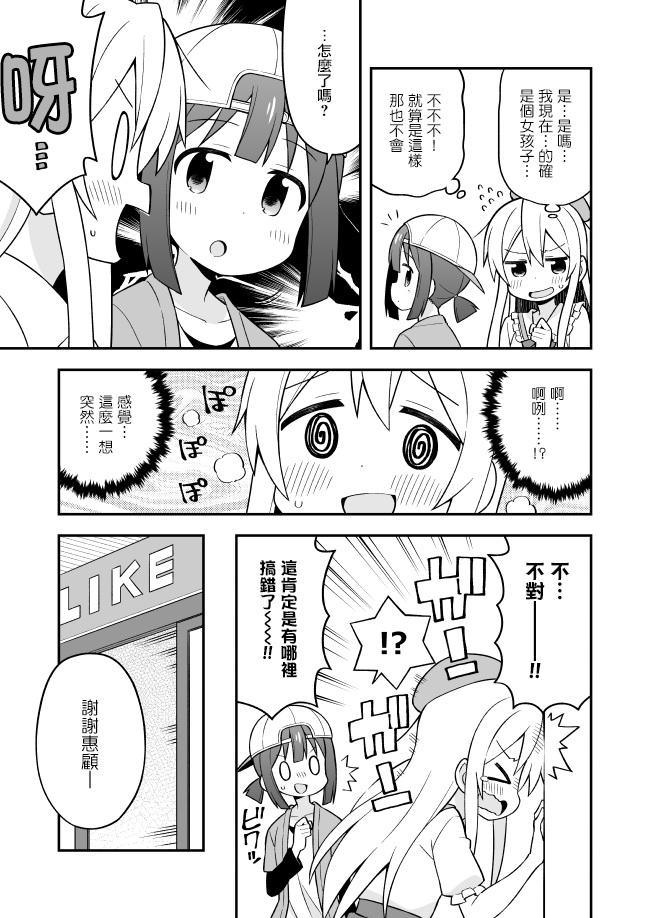 是…是嗎…
我現在…的確
是個女孩子…
不不不！
就算是這樣
那也不會
…怎麼了嗎？
呀…
啊……
啊咧……!?
ぽ
ぽ
ぽ
感覺…
這麼一想
突然……
不…
不對——!!
ガーー
!?
ガーー
這肯定是有哪裡
搞錯了～～～!!
ビクッ
LIKE
謝謝惠顧—